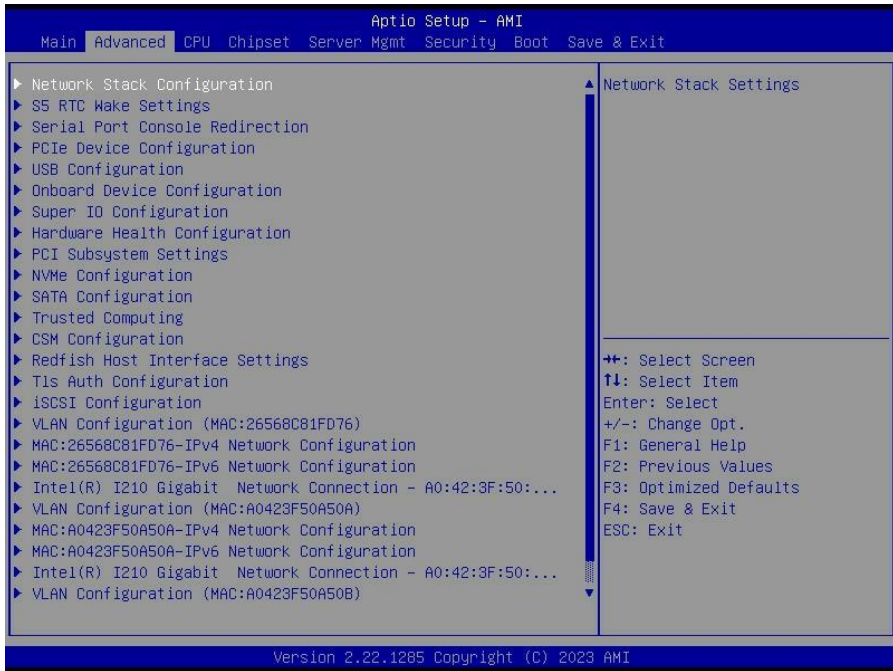 Aptio Setup - AMI
Main Advanced CPU Chipset Server Mgmt Security Boot Save & Exit
Network Stack Configuration
S5 RTC Wake Settings
Serial Port Console Redirection
PCIe Device Configuration
USB Configuration
Onboard Device Configuration
Super IO Configuration
Hardware Health Configuration
PCI Subsystem Settings
NVMe Configuration
SATA Configuration
Trusted Computing
CSM Configuration
Redfish Host Interface Settings
Tls Auth Configuration
iSCSI Configuration
VLAN Configuration (MAC:26568C81FD76)
MAC:26568C81FD76-IPv4 Network Configuration
MAC:26568C81FD76-IPv6 Network Configuration
Intel(R) I210 Gigabit  Network Connection - A0:42:3F:50:...
VLAN Configuration (MAC:A0423F50A50A)
MAC:A0423F50A50A-IPv4 Network Configuration
MAC:A0423F50A50A-IPv6 Network Configuration
Intel(R) I210 Gigabit  Network Connection - A0:42:3F:50:...
VLAN Configuration (MAC:A0423F50A50B)
Network Stack Settings
→←: Select Screen
↑↓: Select Item
Enter: Select
+/-: Change Opt.
F1: General Help
F2: Previous Values
F3: Optimized Defaults
F4: Save & Exit
ESC: Exit
Version 2.22.1285 Copyright (C) 2023 AMI